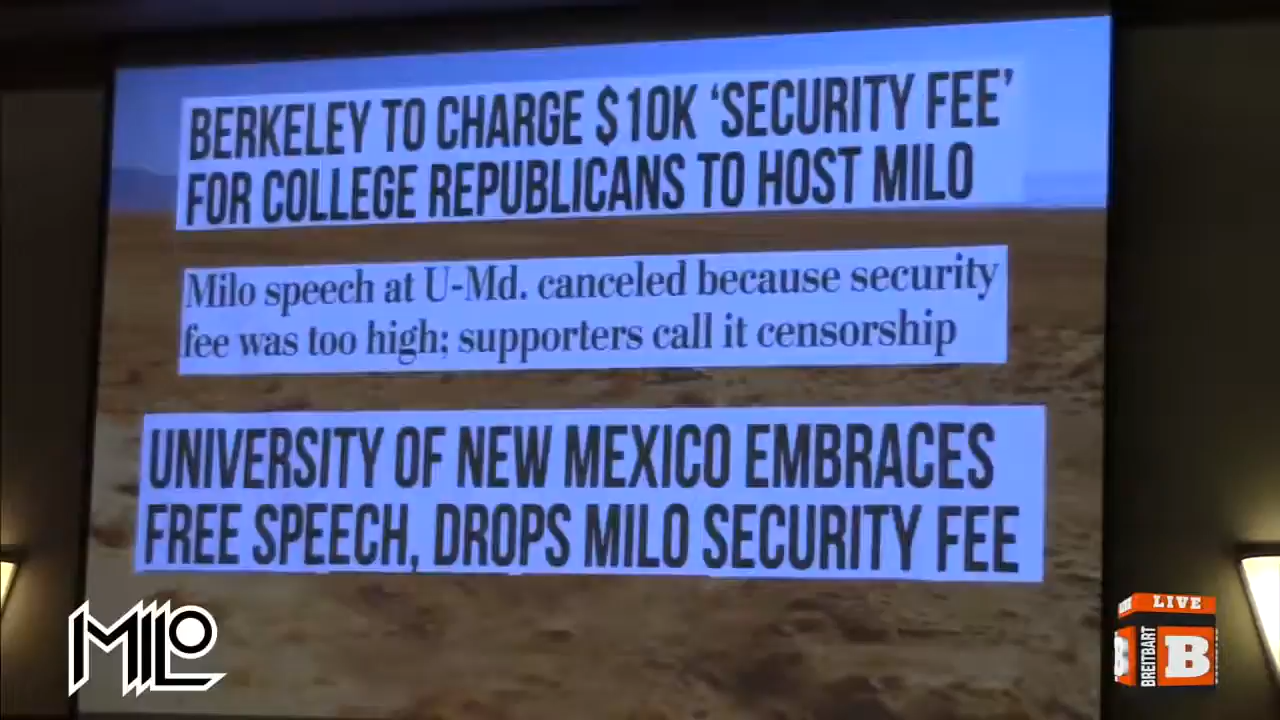 BERKELEY TO CHARGE $10K ‘SECURITY FEE’
FOR COLLEGE REPUBLICANS TO HOST MILO
Milo speech at U-Md. canceled because security
fee was too high; supporters call it censorship
UNIVERSITY OF NEW MEXICO EMBRACES
FREE SPEECH, DROPS MILO SECURITY FEE
MILO
LIVE
BREITBART
B